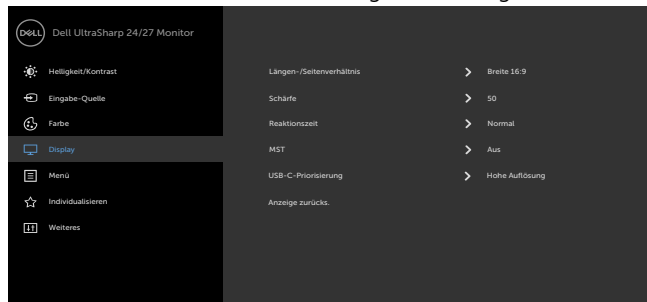 DELL Dell UltraSharp 24/27 Monitor
Helligkeit/Kontrast
Eingabe-Quelle
Farbe
Display
Menü
Individualisieren
Weiteres
Längen-/Seitenverhältnis Breite 16:9
Schärfe 50
Reaktionszeit Normal
MST Aus
USB-C-Priorisierung Hohe Auflösung
Anzeige zurücks.